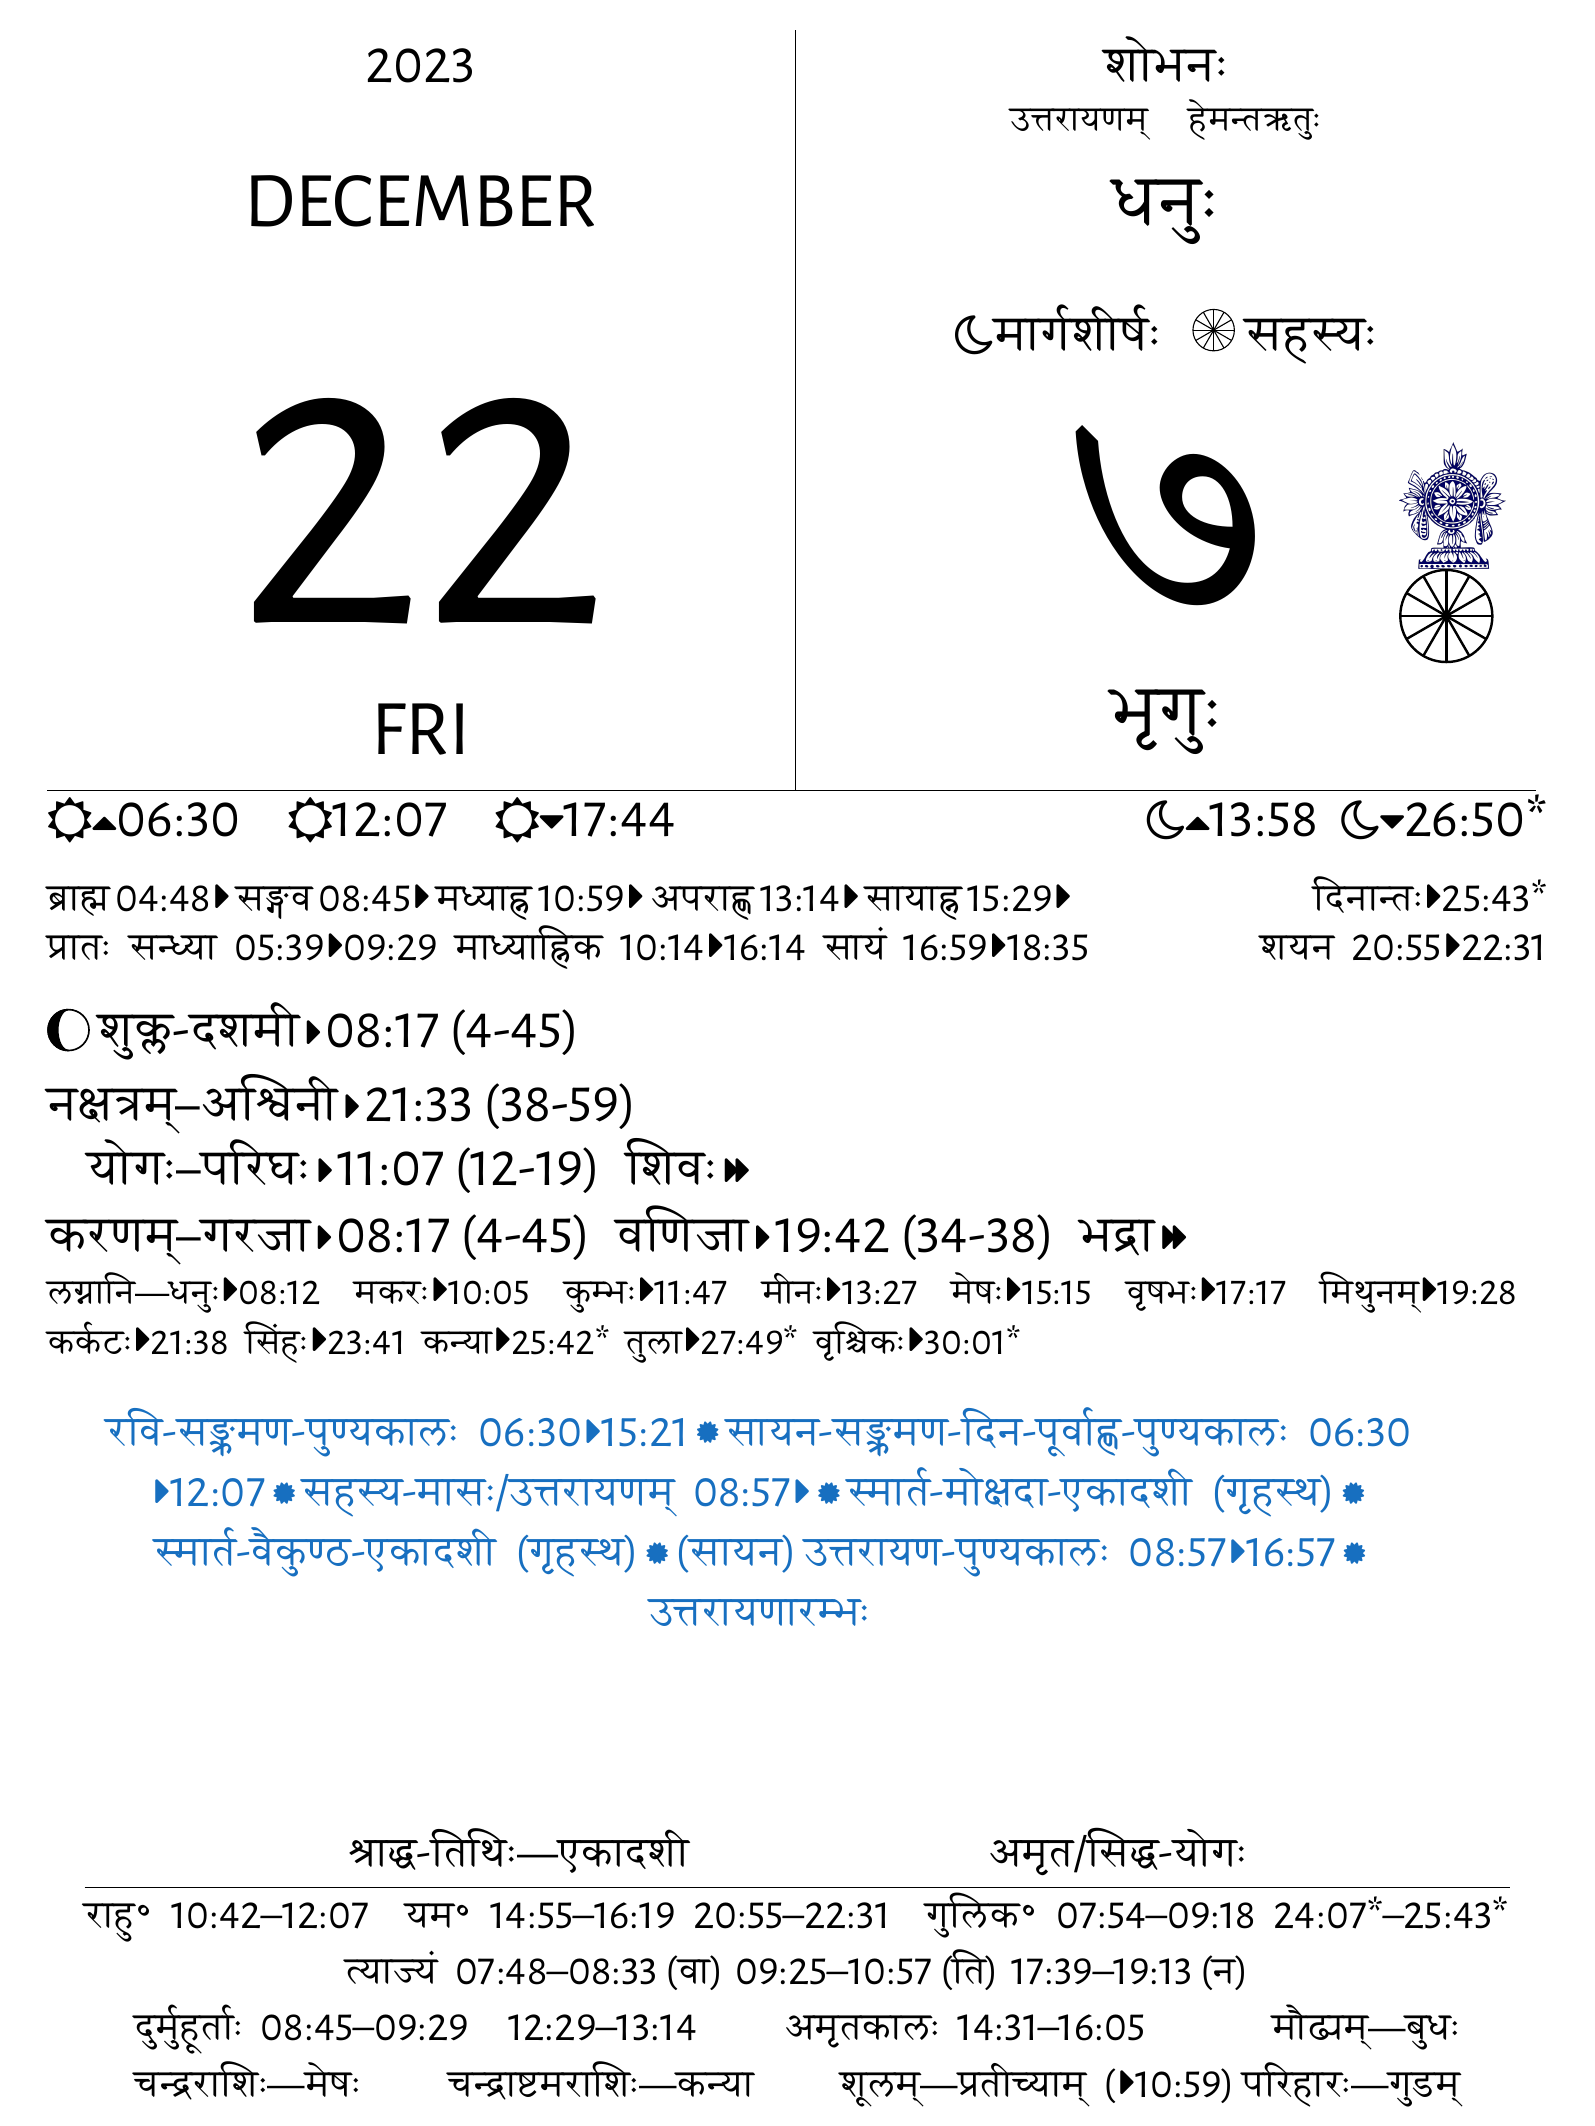 2023
DECEMBER
22
FRI
शोभनः
उत्तरायणम् हेमन्तऋतुः
धनुः
मार्गशीर्षः सहस्यः
७
भृगुः
06:30 12:07 17:44 13:58 26:50*
ब्राह्म 04:48 सङ्गव 08:45 मध्याह्न 10:59 अपराह्ण 13:14 सायाह्न 15:29 दिनान्तः 25:43*
प्रातः सन्ध्या 05:39 09:29 माध्याह्निक 10:14 16:14 सायं 16:59 18:35 शयन 20:55 22:31
शुक्ल-दशमी 08:17 (4-45)
नक्षत्रम्–अश्विनी 21:33 (38-59)
योगः–परिघः 11:07 (12-19) शिवः
करणम्–गरजा 08:17 (4-45) वणिजा 19:42 (34-38) भद्रा
लग्नानि—धनुः 08:12 मकरः 10:05 कुम्भः 11:47 मीनः 13:27 मेषः 15:15 वृषभः 17:17 मिथुनम् 19:28
कर्कटः 21:38 सिंहः 23:41 कन्या 25:42* तुला 27:49* वृश्चिकः 30:01*
रवि-सङ्क्रमण-पुण्यकालः 06:30 15:21 सायन-सङ्क्रमण-दिन-पूर्वाह्ण-पुण्यकालः 06:30
12:07 सहस्य-मासः/उत्तरायणम् 08:57 स्मार्त-मोक्षदा-एकादशी (गृहस्थ)
स्मार्त-वैकुण्ठ-एकादशी (गृहस्थ) (सायन) उत्तरायण-पुण्यकालः 08:57 16:57
उत्तरायणारम्भः
श्राद्ध-तिथिः—एकादशी अमृत/सिद्ध-योगः
राहु° 10:42–12:07 यम° 14:55–16:19 20:55–22:31 गुलिक° 07:54–09:18 24:07*–25:43*
त्याज्यं 07:48–08:33 (वा) 09:25–10:57 (ति) 17:39–19:13 (न)
दुर्मुहूर्ताः 08:45–09:29 12:29–13:14 अमृतकालः 14:31–16:05 मौढ्यम्—बुधः
चन्द्रराशिः—मेषः चन्द्राष्टमराशिः—कन्या शूलम्—प्रतीच्याम् (10:59) परिहारः—गुडम्